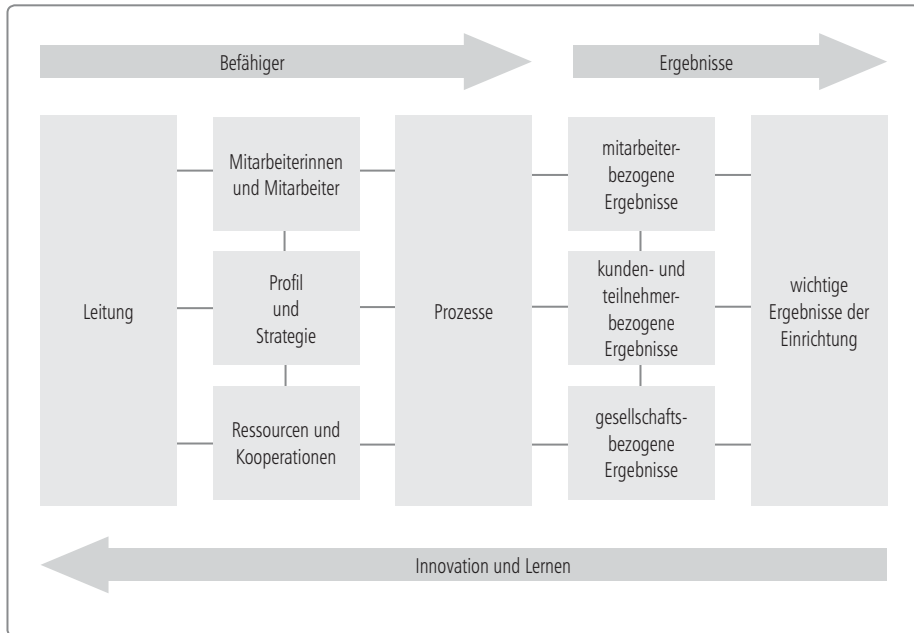 Befähiger
Ergebnisse
Leitung
Mitarbeiterinnen
und Mitarbeiter
Profil
und
Strategie
Ressourcen und
Kooperationen
Prozesse
mitarbeiter-
bezogene
Ergebnisse
kunden- und
teilnehmer-
bezogene
Ergebnisse
gesellschafts-
bezogene
Ergebnisse
wichtige
Ergebnisse der
Einrichtung
Innovation und Lernen